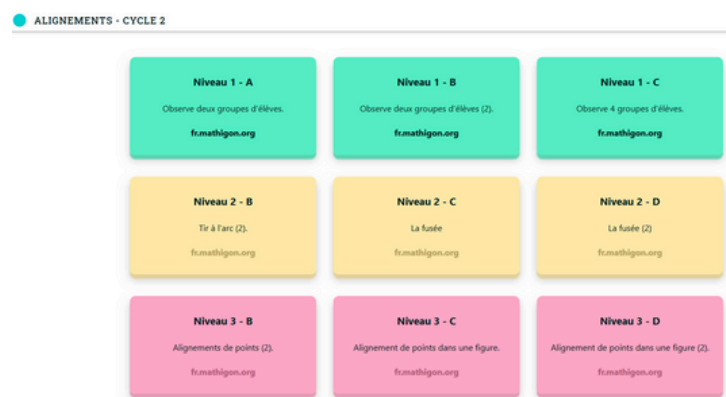 ALIGNEMENTS - CYCLE 2
Niveau 1 - A
Observe deux groupes d'élèves.
fr.mathigon.org
Niveau 1 - B
Observe deux groupes d'élèves (2).
fr.mathigon.org
Niveau 1 - C
Observe 4 groupes d'élèves.
fr.mathigon.org
Niveau 2 - B
Tir à l'arc (2).
fr.mathigon.org
Niveau 2 - C
La fusée
fr.mathigon.org
Niveau 2 - D
La fusée (2)
fr.mathigon.org
Niveau 3 - B
Alignements de points (2).
fr.mathigon.org
Niveau 3 - C
Alignement de points dans une figure.
fr.mathigon.org
Niveau 3 - D
Alignement de points dans une figure (2).
fr.mathigon.org